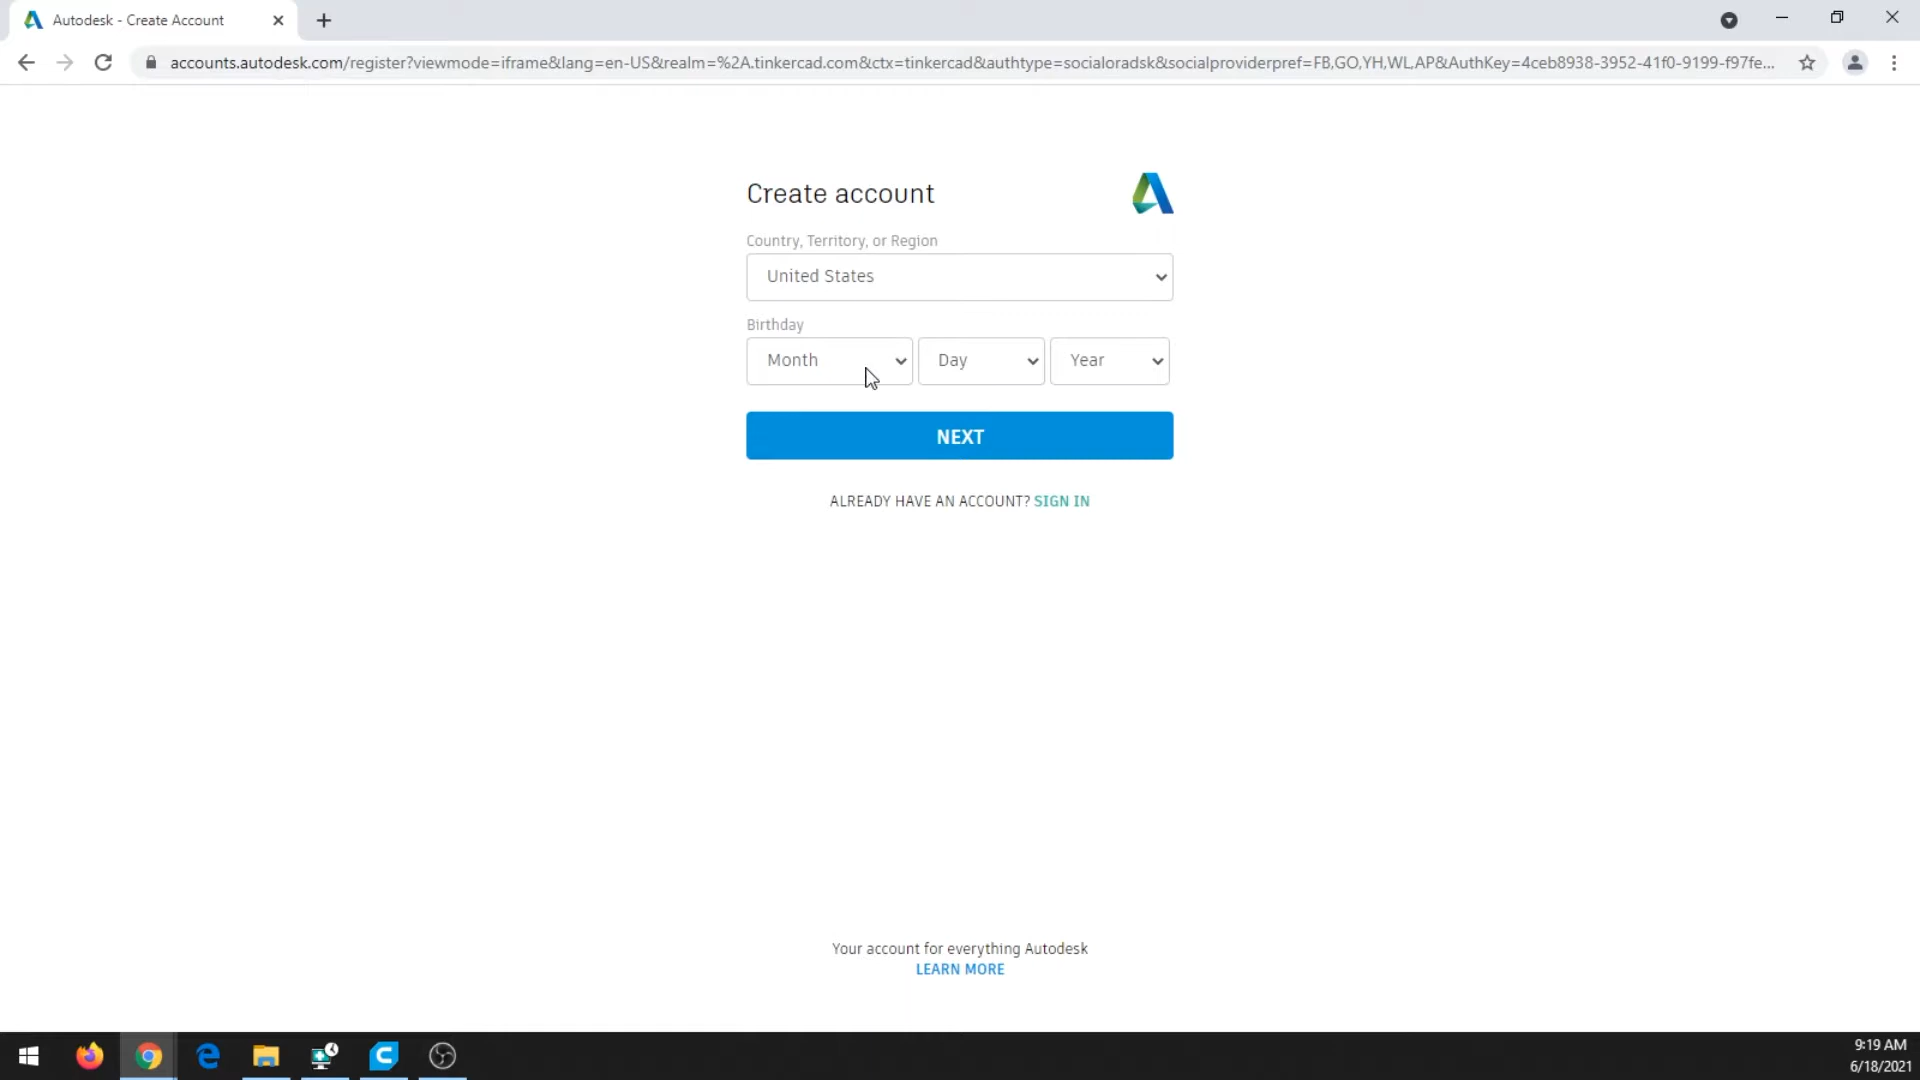 Autodesk - Create Account
accounts.autodesk.com/register?viewmode=iframe&lang=en-US&realm=%2A.tinkercad.com&ctx=tinkercad&authtype=socialoradsk&socialproviderpref=FB,GO,YH,WL,AP&AuthKey=4ceb8938-3952-41f0-9199-f97fe...
Create account
Country, Territory, or Region
United States
Birthday
Month Day Year
NEXT
ALREADY HAVE AN ACCOUNT? SIGN IN
Your account for everything Autodesk
LEARN MORE
9:19 AM
6/18/2021